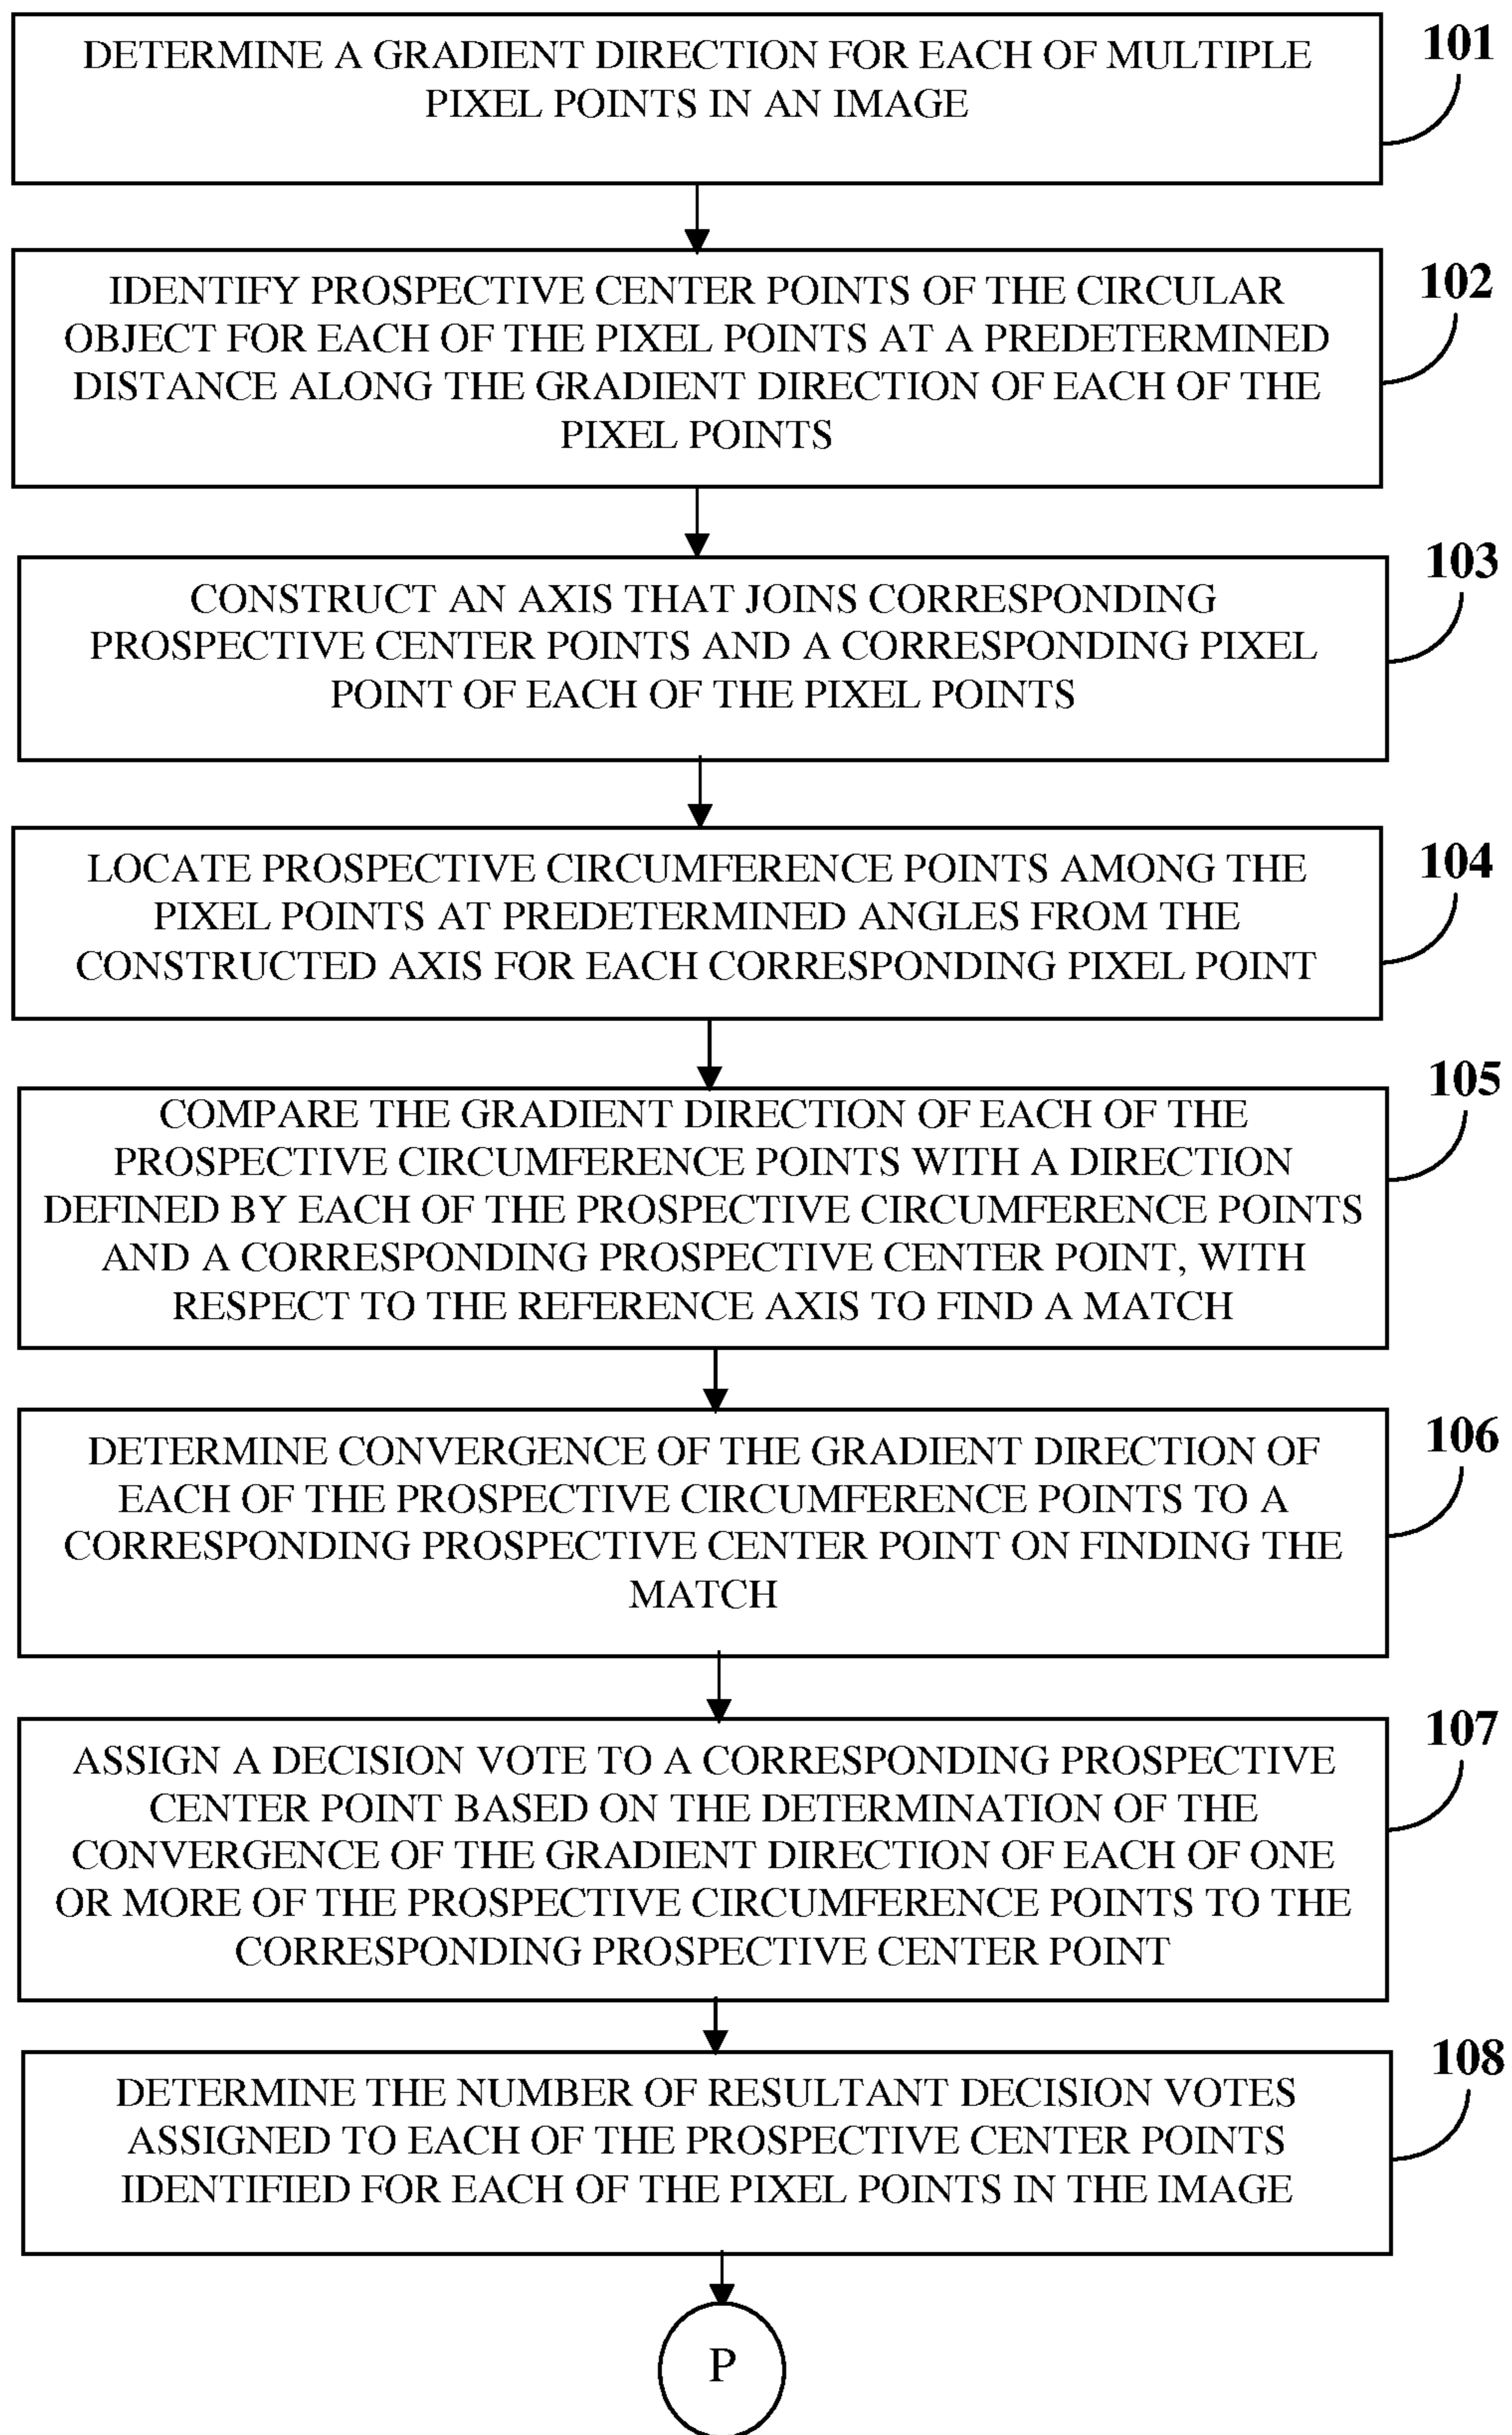 DETERMINE A GRADIENT DIRECTION FOR EACH OF MULTIPLE
PIXEL POINTS IN AN IMAGE
101
IDENTIFY PROSPECTIVE CENTER POINTS OF THE CIRCULAR
OBJECT FOR EACH OF THE PIXEL POINTS AT A PREDETERMINED
DISTANCE ALONG THE GRADIENT DIRECTION OF EACH OF THE
PIXEL POINTS
102
CONSTRUCT AN AXIS THAT JOINS CORRESPONDING
PROSPECTIVE CENTER POINTS AND A CORRESPONDING PIXEL
POINT OF EACH OF THE PIXEL POINTS
103
LOCATE PROSPECTIVE CIRCUMFERENCE POINTS AMONG THE
PIXEL POINTS AT PREDETERMINED ANGLES FROM THE
CONSTRUCTED AXIS FOR EACH CORRESPONDING PIXEL POINT
104
COMPARE THE GRADIENT DIRECTION OF EACH OF THE
PROSPECTIVE CIRCUMFERENCE POINTS WITH A DIRECTION
DEFINED BY EACH OF THE PROSPECTIVE CIRCUMFERENCE POINTS
AND A CORRESPONDING PROSPECTIVE CENTER POINT, WITH
RESPECT TO THE REFERENCE AXIS TO FIND A MATCH
105
DETERMINE CONVERGENCE OF THE GRADIENT DIRECTION OF
EACH OF THE PROSPECTIVE CIRCUMFERENCE POINTS TO A
CORRESPONDING PROSPECTIVE CENTER POINT ON FINDING THE
MATCH
106
ASSIGN A DECISION VOTE TO A CORRESPONDING PROSPECTIVE
CENTER POINT BASED ON THE DETERMINATION OF THE
CONVERGENCE OF THE GRADIENT DIRECTION OF EACH OF ONE
OR MORE OF THE PROSPECTIVE CIRCUMFERENCE POINTS TO THE
CORRESPONDING PROSPECTIVE CENTER POINT
107
DETERMINE THE NUMBER OF RESULTANT DECISION VOTES
ASSIGNED TO EACH OF THE PROSPECTIVE CENTER POINTS
IDENTIFIED FOR EACH OF THE PIXEL POINTS IN THE IMAGE
108
P